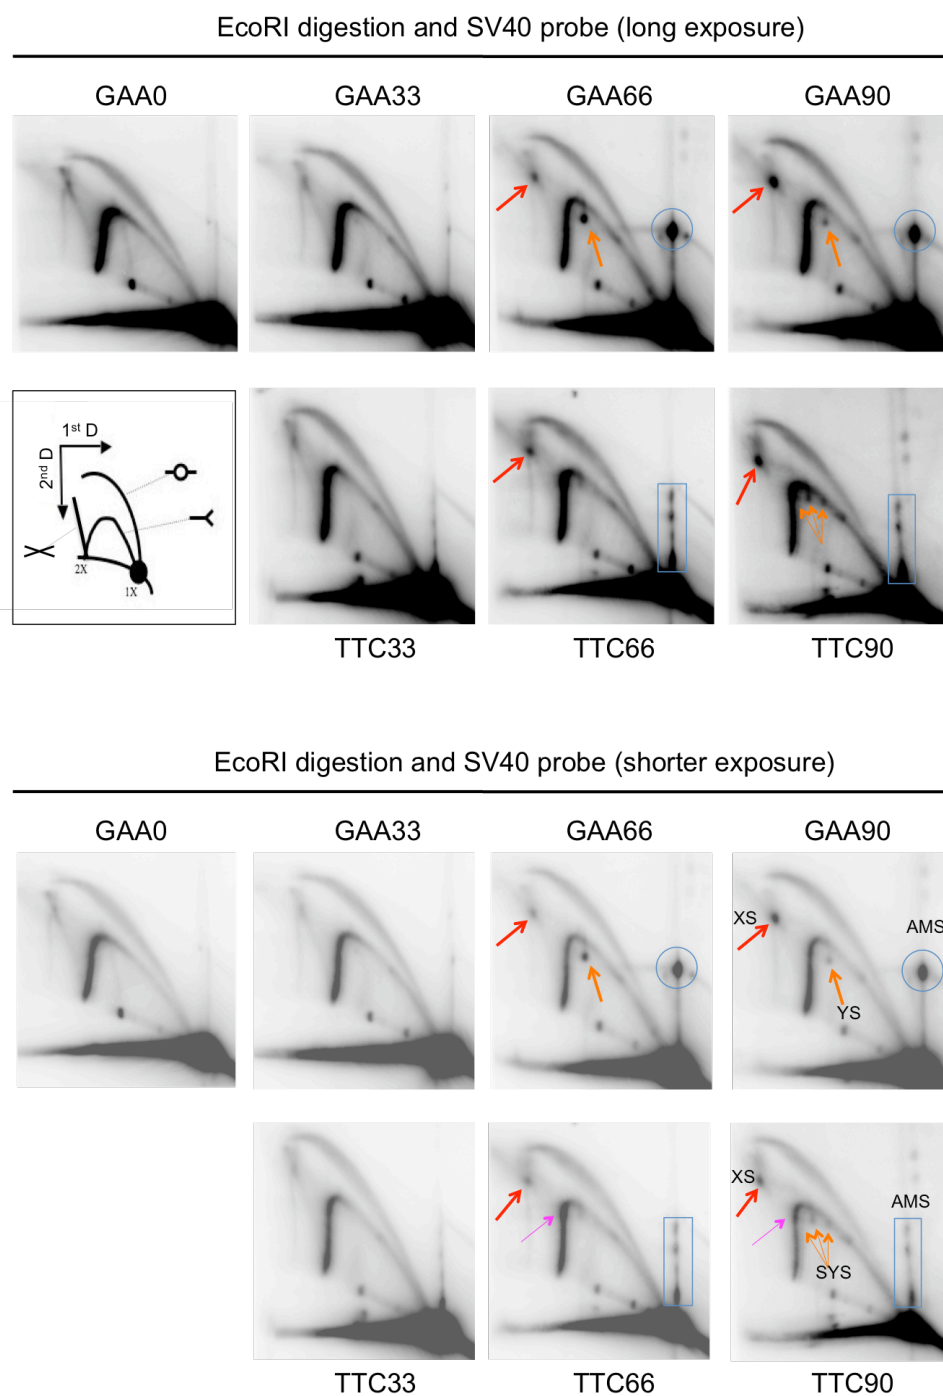 EcoRI digestion and SV40 probe (long exposure)
GAA0 GAA33 GAA66 GAA90
1st D
2nd D
2X
1X
TTC33 TTC66 TTC90
EcoRI digestion and SV40 probe (shorter exposure)
GAA0 GAA33 GAA66 GAA90
XS AMS
YS
XS AMS
SYS
TTC33 TTC66 TTC90